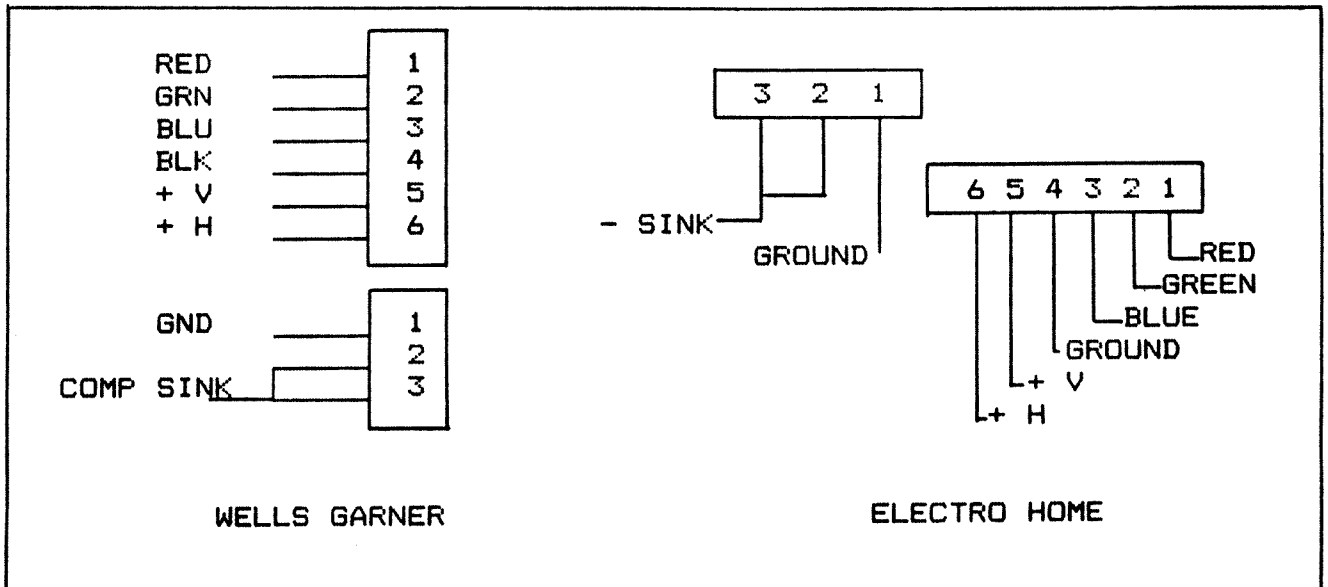 RED 1
GRN 2
BLU 3
BLK 4
+ V 5
+ H 6
GND 1
2
COMP SINK 3
WELLS GARNER
3 2 1
- SINK
GROUND
6 5 4 3 2 1
RED
GREEN
BLUE
GROUND
+ V
+ H
ELECTRO HOME